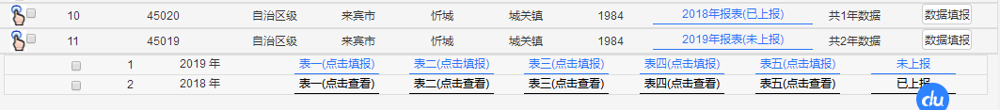 10 45020 自治区级 来宾市 忻城 城关镇 1984 2018年报表(已上报) 共1年数据 数据填报
11 45019 自治区级 来宾市 忻城 城关镇 1984 2019年报表(未上报) 共2年数据 数据填报
1 2019 年 表一(点击填报) 表二(点击填报) 表三(点击填报) 表四(点击填报) 表五(点击填报) 未上报
2 2018 年 表一(点击查看) 表二(点击查看) 表三(点击查看) 表四(点击查看) 表五(点击查看) 已上报
du